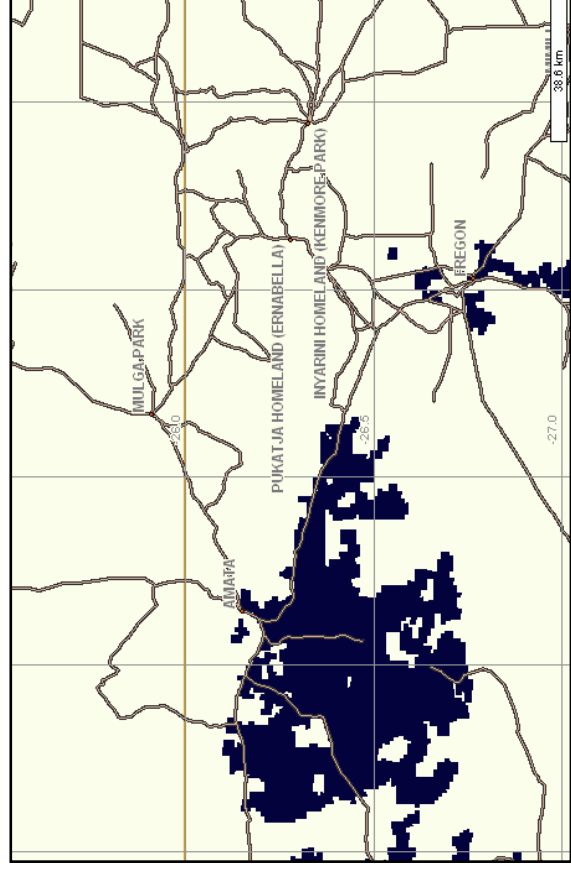 38.6 km
MULGA PARK
-26.0
INYARINI HOMELAND (KENMORE PARK)
PUKATJA HOMELAND (ERNABELLA)
FREGON
-26.5
-27.0
AMATA